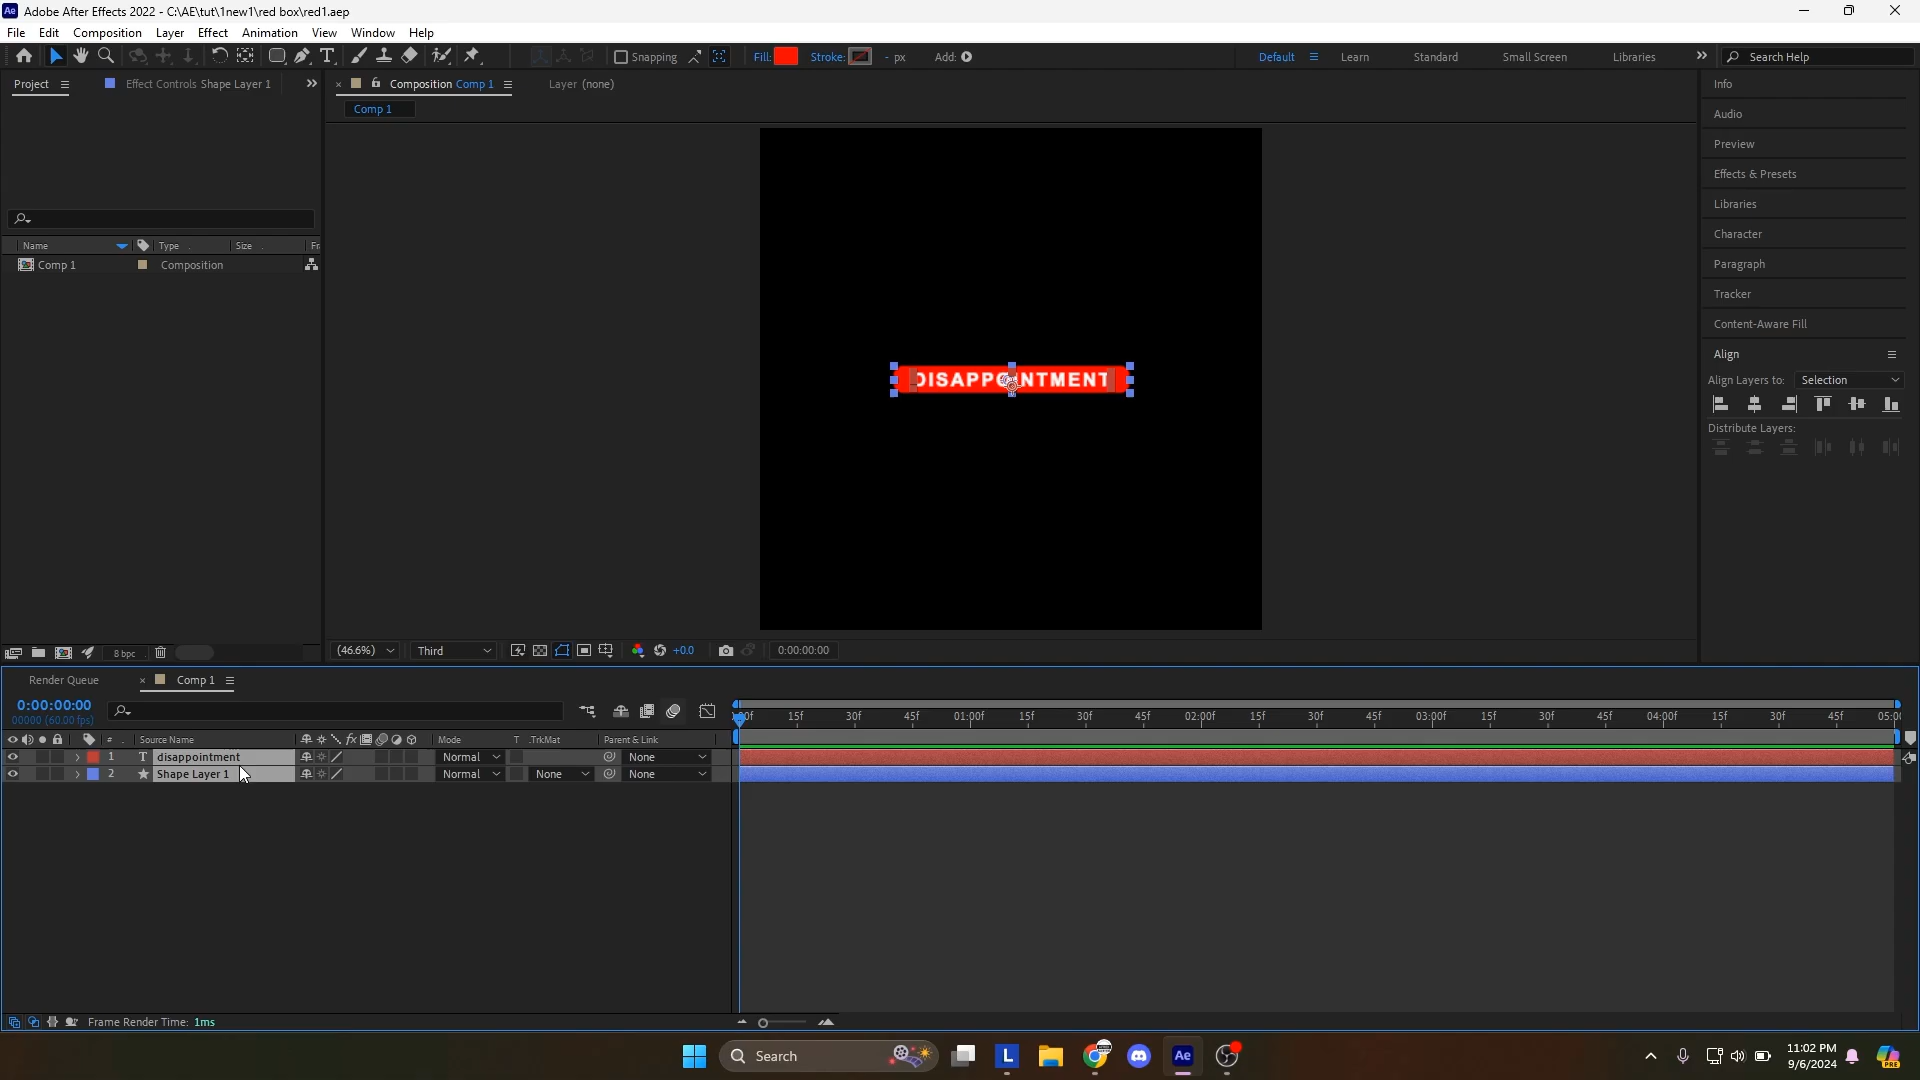 Adobe After Effects 2022 - C:\AE\tut\1new1\red box\red1.aep
File Edit Composition Layer Effect Animation View Window Help
Snapping Fill: Stroke: - px Add: Default Learn Standard Small Screen Libraries Search Help
Project Effect Controls Shape Layer 1 Composition Comp 1 Layer (none) Info
Comp 1 Audio
Preview
Effects & Presets
Libraries
Name Type Size Fr Character
Comp 1 Composition Paragraph
Tracker
Content-Aware Fill
Align
DISAPPOINTMENT Align Layers to: Selection
Distribute Layers:
8 bpc (46.6%) Third +0.0 0:00:00:00
Render Queue Comp 1
0:00:00:00
00000 (60.00 fps) :00f 15f 30f 45f 01:00f 15f 30f 45f 02:00f 15f 30f 45f 03:00f 15f 30f 45f 04:00f 15f 30f 45f 05:0
# Source Name fx Mode T .TrkMat Parent & Link
1 T disappointment Normal None
2 Shape Layer 1 Normal None None
Frame Render Time: 1ms
Search L Ae 11:02 PM
9/6/2024 PRE